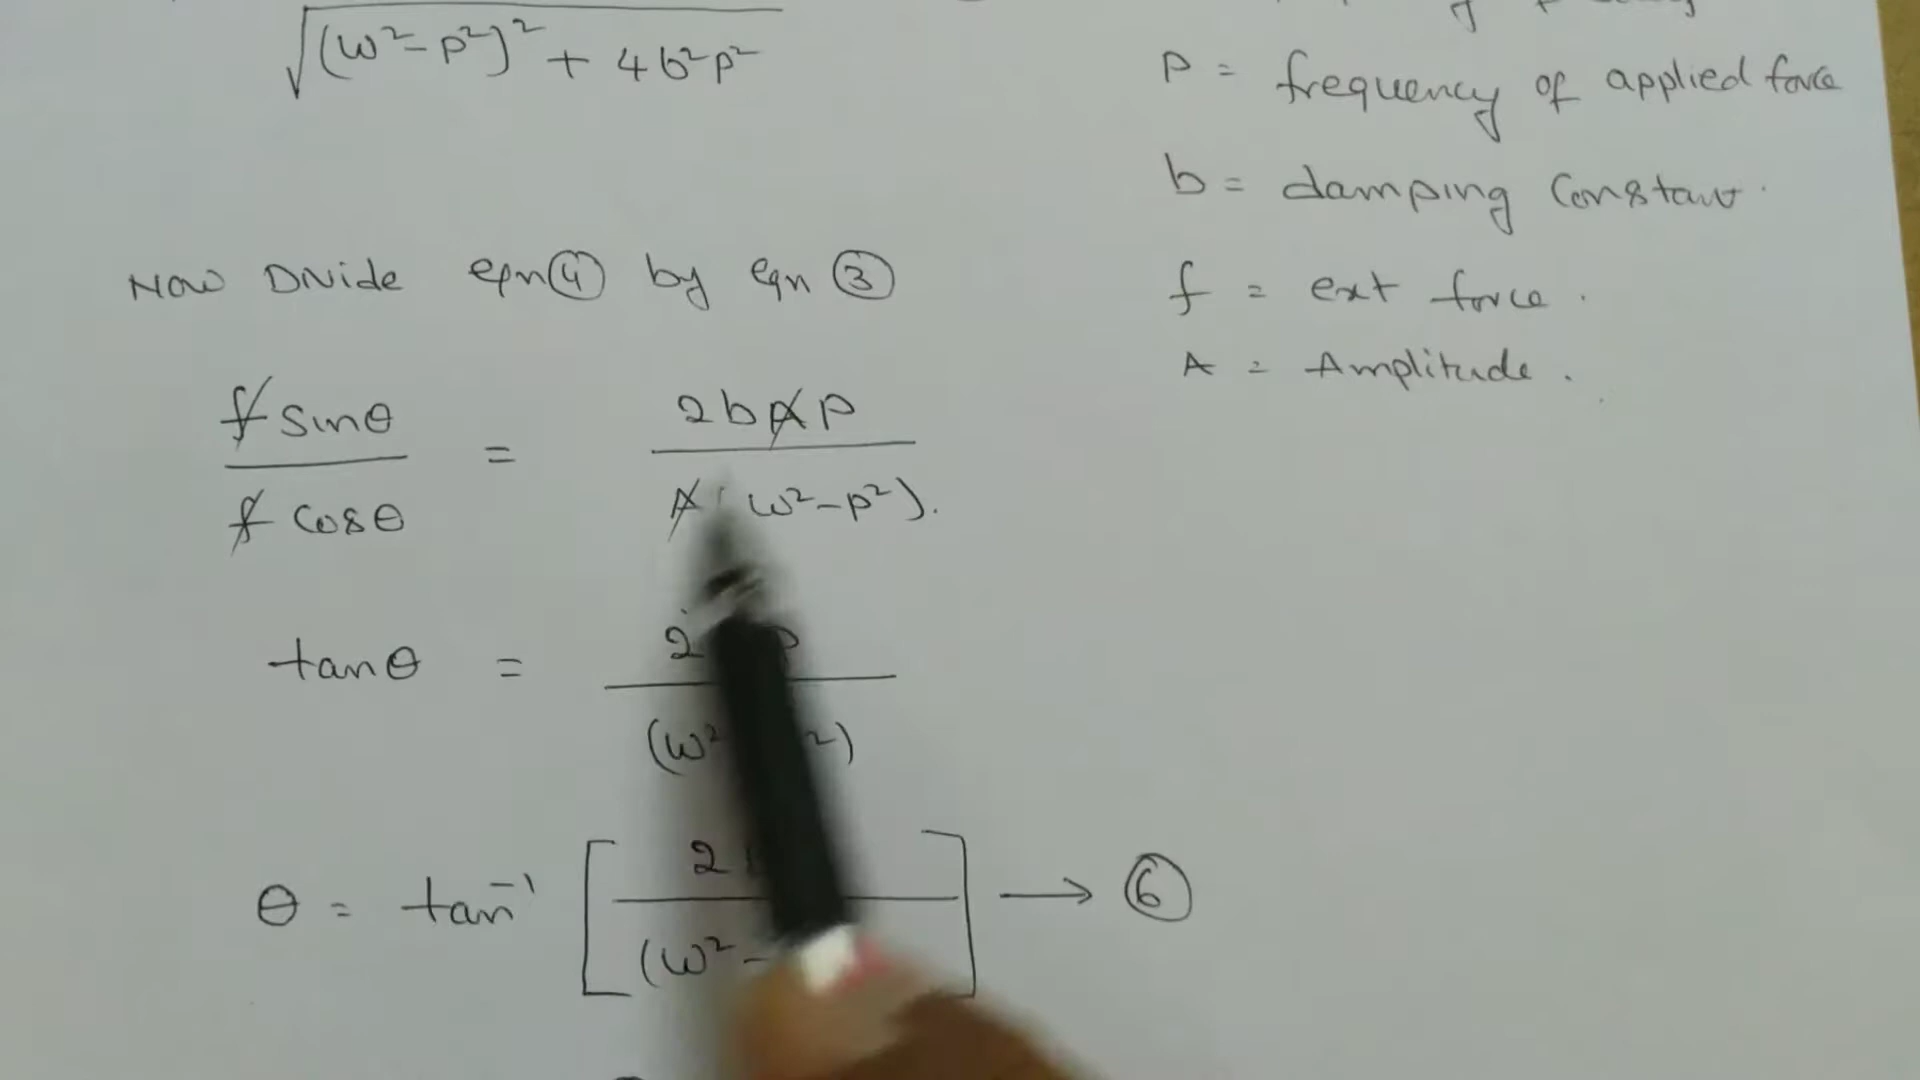 √(ω²-p²)² + 4b²p²
P = frequency of applied force
b = damping Constant.
f = ext force.
A = Amplitude.
Now Divide eqn ④ by eqn ③
f sinθ / f cosθ = 2bAP / A(ω²-p²).
tanθ = 2 P / (ω² ²)
θ = tan⁻¹ [ 2 / (ω²- ] → ⑥